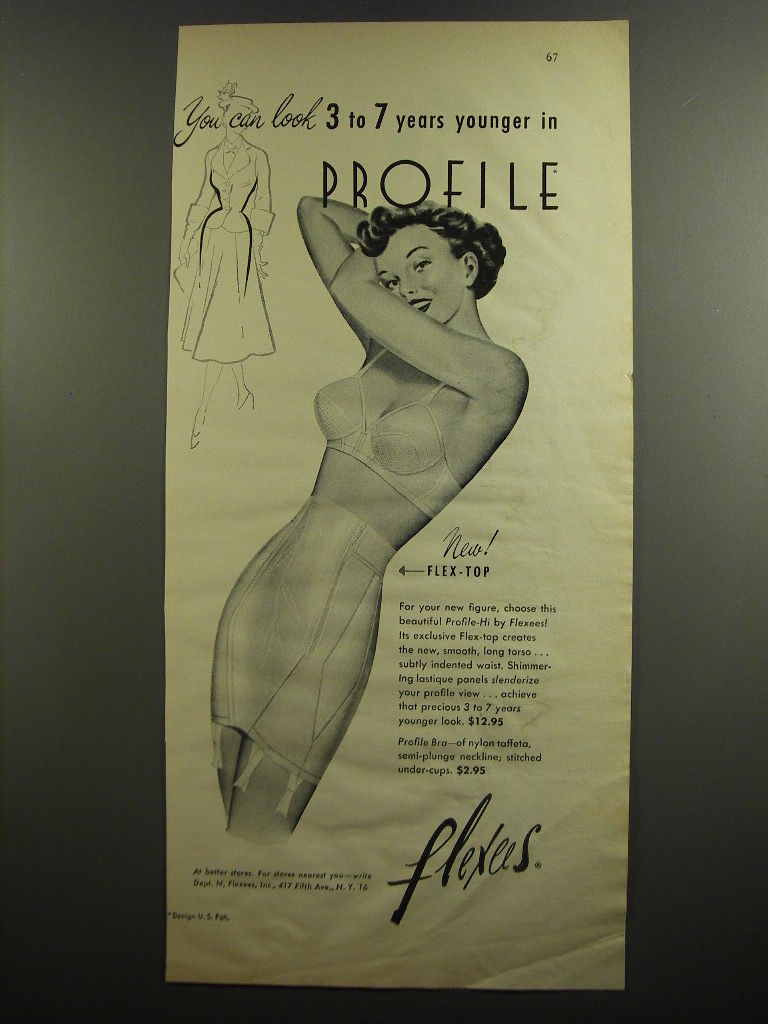 67
You can look 3 to 7 years younger in
PROFILE*
New!
FLEX-TOP
For your new figure, choose this
beautiful Profile-Hi by Flexees!
Its exclusive Flex-top creates
the new, smooth, long torso . . .
subtly indented waist. Shimmer-
ing lastique panels slenderize
your profile view . . . achieve
that precious 3 to 7 years
younger look. $12.95
Profile Bra—of nylon taffeta,
semi-plunge neckline; stitched
under-cups. $2.95
flexees®
At better stores. For stores nearest you—write
Dept. H, Flexees, Inc., 417 Fifth Ave., N. Y. 16
*Design U. S. Pat.